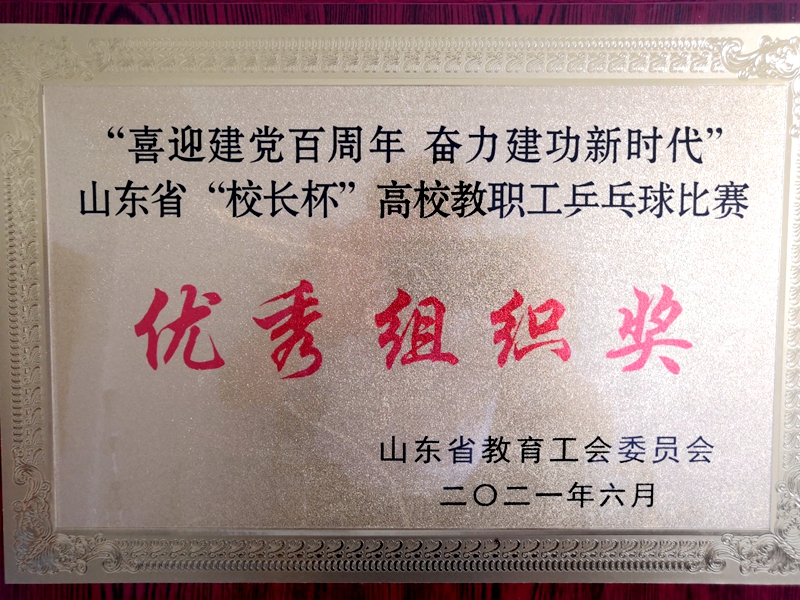 “喜迎建党百周年 奋力建功新时代”
山东省“校长杯”高校教职工乒乓球比赛
优秀组织奖
山东省教育工会委员会
二〇二一年六月